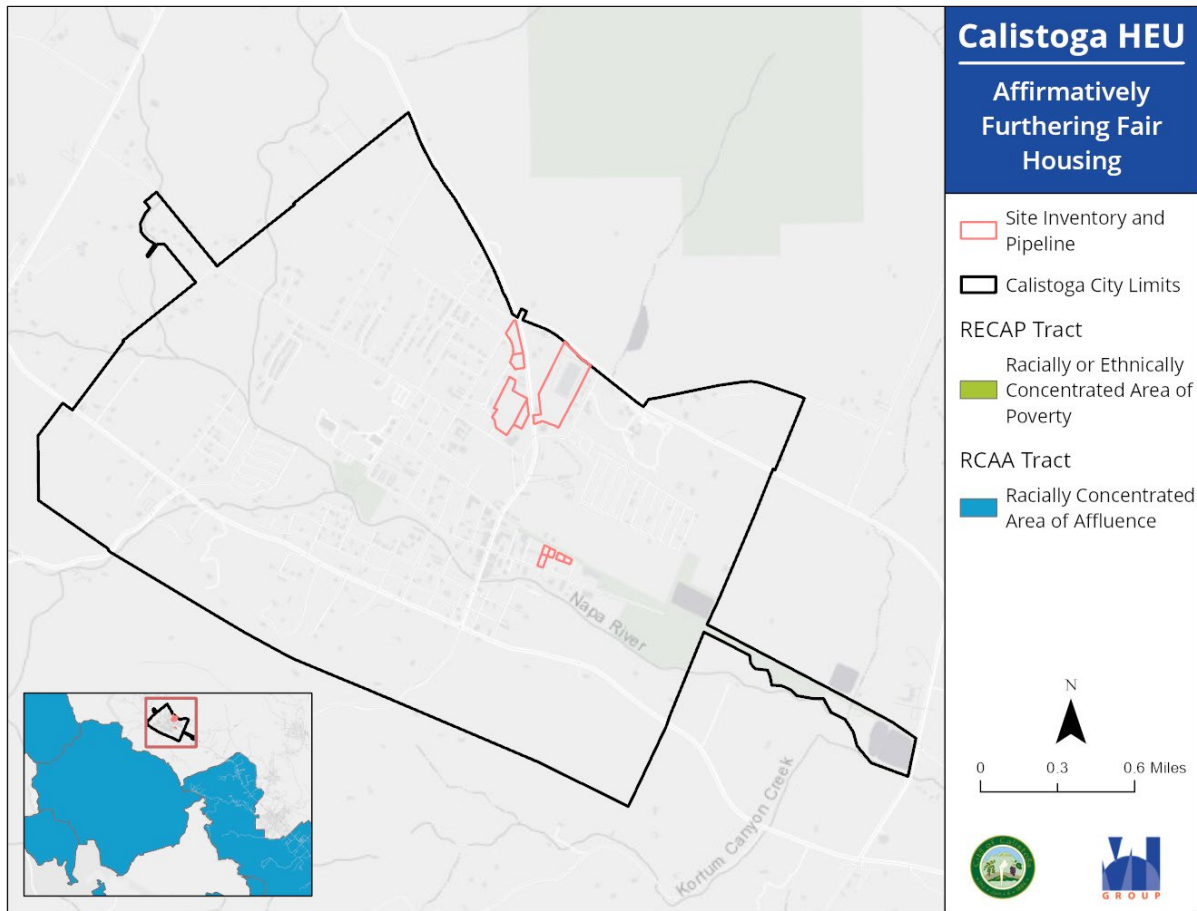 Calistoga HEU
Affirmatively
Furthering Fair
Housing
Site Inventory and
Pipeline
Calistoga City Limits
RECAP Tract
Racially or Ethnically
Concentrated Area of
Poverty
RCAA Tract
Racially Concentrated
Area of Affluence
Napa River
Kortum Canyon Creek
N
0 0.3 0.6 Miles
GROUP